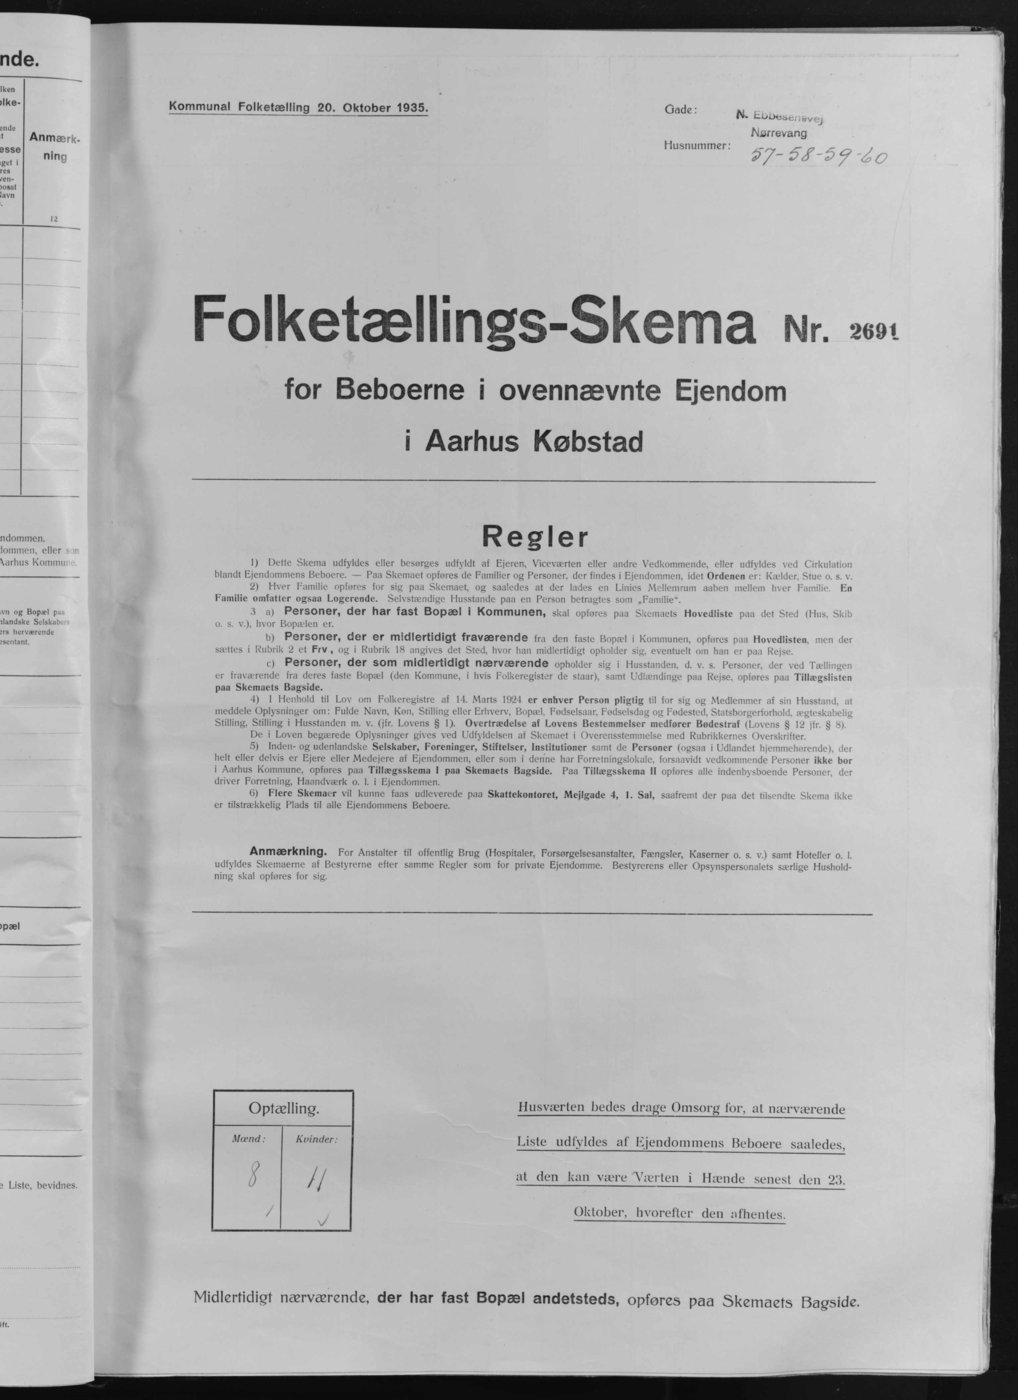 nde.
Anmærk-
ning
12
Kommunal Folketælling 20. Oktober 1935.
Gade: N. Ebbesensvej
Nørrevang
Husnummer: 57-58-59-60
Folketællings-Skema Nr. 2691
for Beboerne i ovennævnte Ejendom
i Aarhus Købstad
Regler
1) Dette Skema udfyldes eller besørges udfyldt af Ejeren, Viceværten eller andre Vedkommende, eller udfyldes ved Cirkulation
blandt Ejendommens Beboere. — Paa Skemaet opføres de Familier og Personer, der findes i Ejendommen, idet Ordenen er: Kælder, Stue o. s. v.
2) Hver Familie opføres for sig paa Skemaet, og saaledes at der lades en Linies Mellemrum aaben mellem hver Familie. En
Familie omfatter ogsaa Logerende. Selvstændige Husstande paa en Person betragtes som „Familie“.
3 a) Personer, der har fast Bopæl i Kommunen, skal opføres paa Skemaets Hovedliste paa det Sted (Hus, Skib
o. s. v.), hvor Bopælen er.
b) Personer, der er midlertidigt fraværende fra den faste Bopæl i Kommunen, opføres paa Hovedlisten, men der
sættes i Rubrik 2 et Frv., og i Rubrik 18 angives det Sted, hvor han midlertidigt opholder sig, eventuelt om han er paa Rejse.
c) Personer, der som midlertidigt nærværende opholder sig i Husstanden, d. v. s. Personer, der ved Tællingen
er fraværende fra deres faste Bopæl (den Kommune, i hvis Folkeregister de staar), samt Udlændinge paa Rejse, opføres paa Tillægslisten
paa Skemaets Bagside.
4) I Henhold til Lov om Folkeregistre af 14. Marts 1924 er enhver Person pligtig til for sig og Medlemmer af sin Husstand, at
meddele Oplysninger om: Fulde Navn, Køn, Stilling eller Erhverv, Bopæl, Fødselsaar, Fødselsdag og Fødested, Statsborgerforhold, ægteskabelig
Stilling, Stilling i Husstanden m. v. (jfr. Lovens § 1). Overtrædelse af Lovens Bestemmelser medfører Bødestraf (Lovens § 12 jfr. § 8).
De i Loven begærede Oplysninger gives ved Udfyldelsen af Skemaet i Overensstemmelse med Rubrikkernes Overskrifter.
5) Inden- og udenlandske Selskaber, Foreninger, Stiftelser, Institutioner samt de Personer (ogsaa i Udlandet hjemmehørende), der
helt eller delvis er Ejere eller Medejere af Ejendommen, eller som i denne har Forretningslokale, forsaavidt vedkommende Personer ikke bor
i Aarhus Kommune, opføres paa Tillægsskema I paa Skemaets Bagside. Paa Tillægsskema II opføres alle indenbysboende Personer, der
driver Forretning, Haandværk o. l. i Ejendommen.
6) Flere Skemaer vil kunne faas udleverede paa Skattekontoret, Mejlgade 4, 1. Sal, saafremt der paa det tilsendte Skema ikke
er tilstrækkelig Plads til alle Ejendommens Beboere.
Anmærkning. For Anstalter til offentlig Brug (Hospitaler, Forsørgelsesanstalter, Fængsler, Kaserner o. s. v.) samt Hoteller o. l.
udfyldes Skemaerne af Bestyrerne efter samme Regler som for private Ejendomme. Bestyrerens eller Opsynspersonalets særlige Hushold-
ning skal opføres for sig.
Optælling.
Mænd: Kvinder:
8 11
Husværten bedes drage Omsorg for, at nærværende
Liste udfyldes af Ejendommens Beboere saaledes,
at den kan være Værten i Hænde senest den 23.
Oktober, hvorefter den afhentes.
Midlertidigt nærværende, der har fast Bopæl andetsteds, opføres paa Skemaets Bagside.